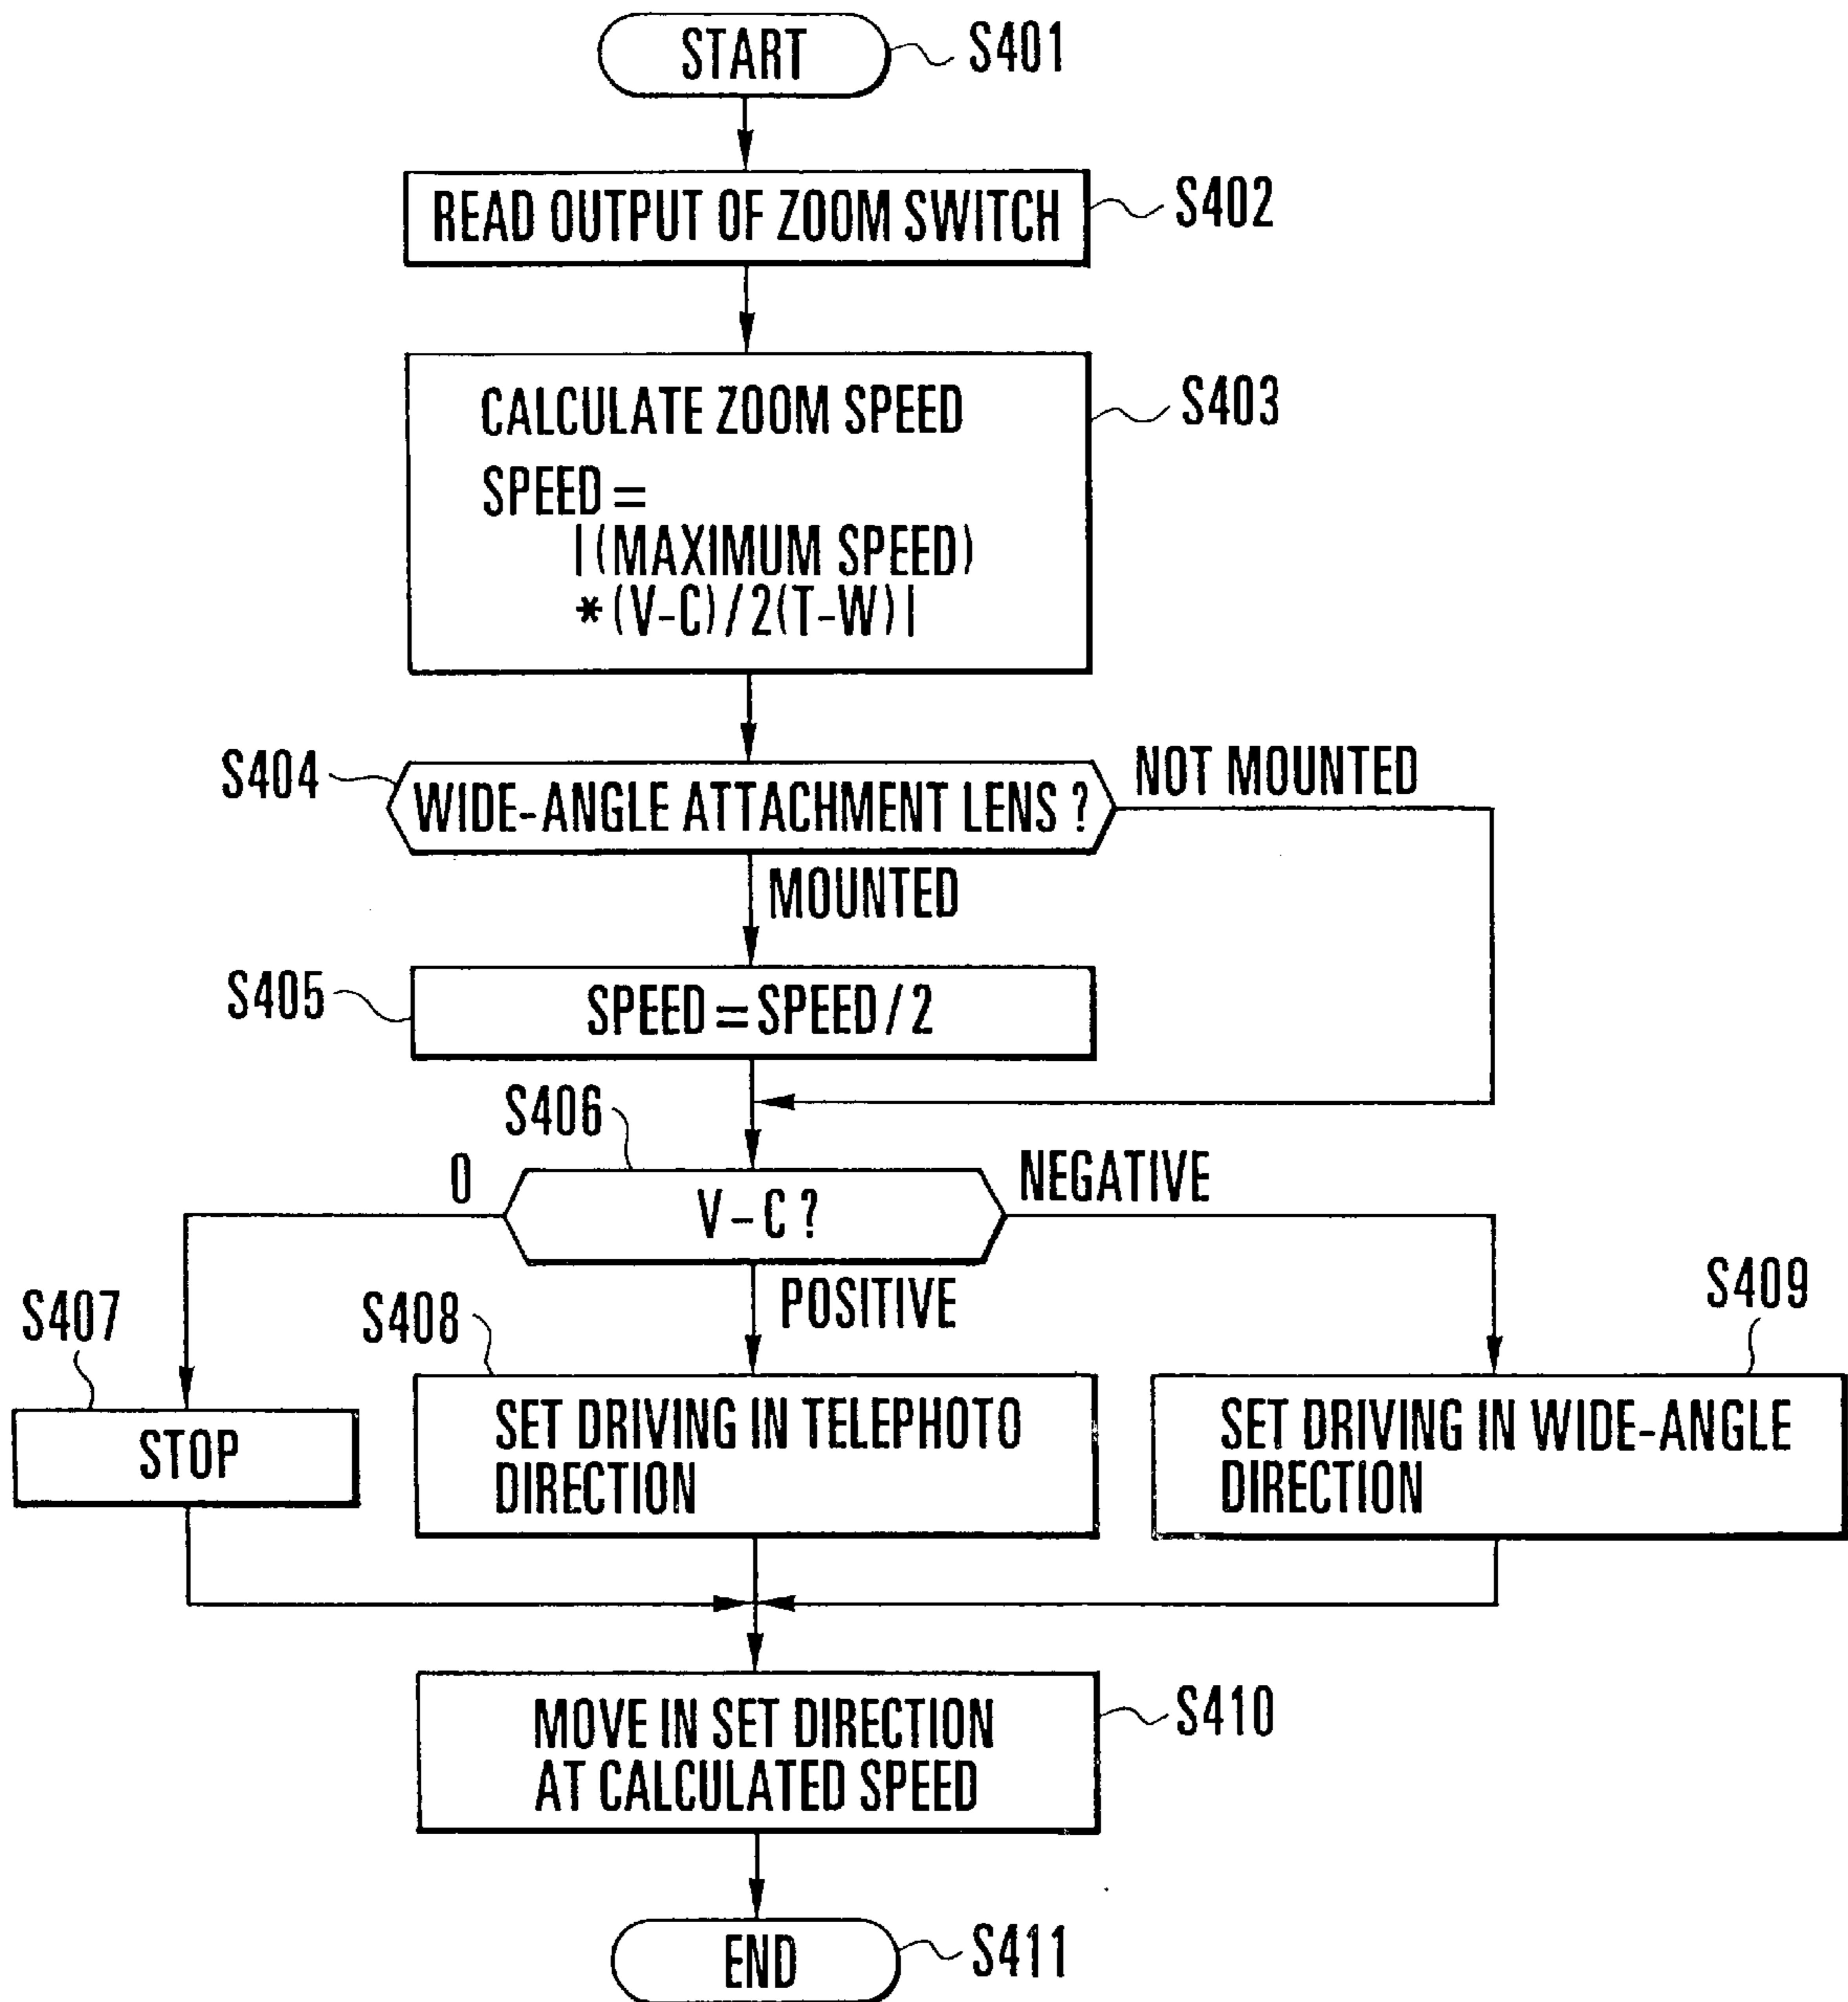 START
S401
READ OUTPUT OF ZOOM SWITCH
S402
CALCULATE ZOOM SPEED
SPEED =
|(MAXIMUM SPEED)
*(V-C)/2(T-W)|
S403
S404
WIDE-ANGLE ATTACHMENT LENS ?
NOT MOUNTED
MOUNTED
S405
SPEED = SPEED / 2
S406
V - C ?
0
NEGATIVE
POSITIVE
S407
STOP
S408
SET DRIVING IN TELEPHOTO
DIRECTION
S409
SET DRIVING IN WIDE-ANGLE
DIRECTION
MOVE IN SET DIRECTION
AT CALCULATED SPEED
S410
END
S411